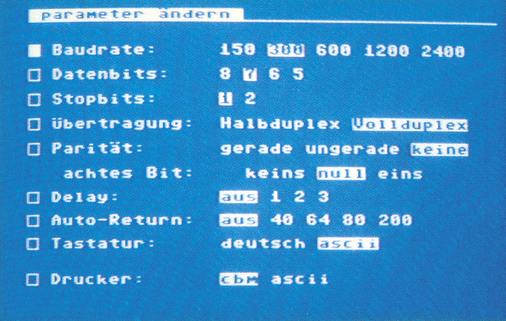 parameter ändern
Baudrate: 150 300 600 1200 2400
Datenbits: 8 7 6 5
Stopbits: 1 2
Übertragung: Halbduplex Vollduplex
Parität: gerade ungerade keine
achtes Bit: keins null eins
Delay: aus 1 2 3
Auto-Return: aus 40 64 80 200
Tastatur: deutsch ascii
Drucker: cbm ascii